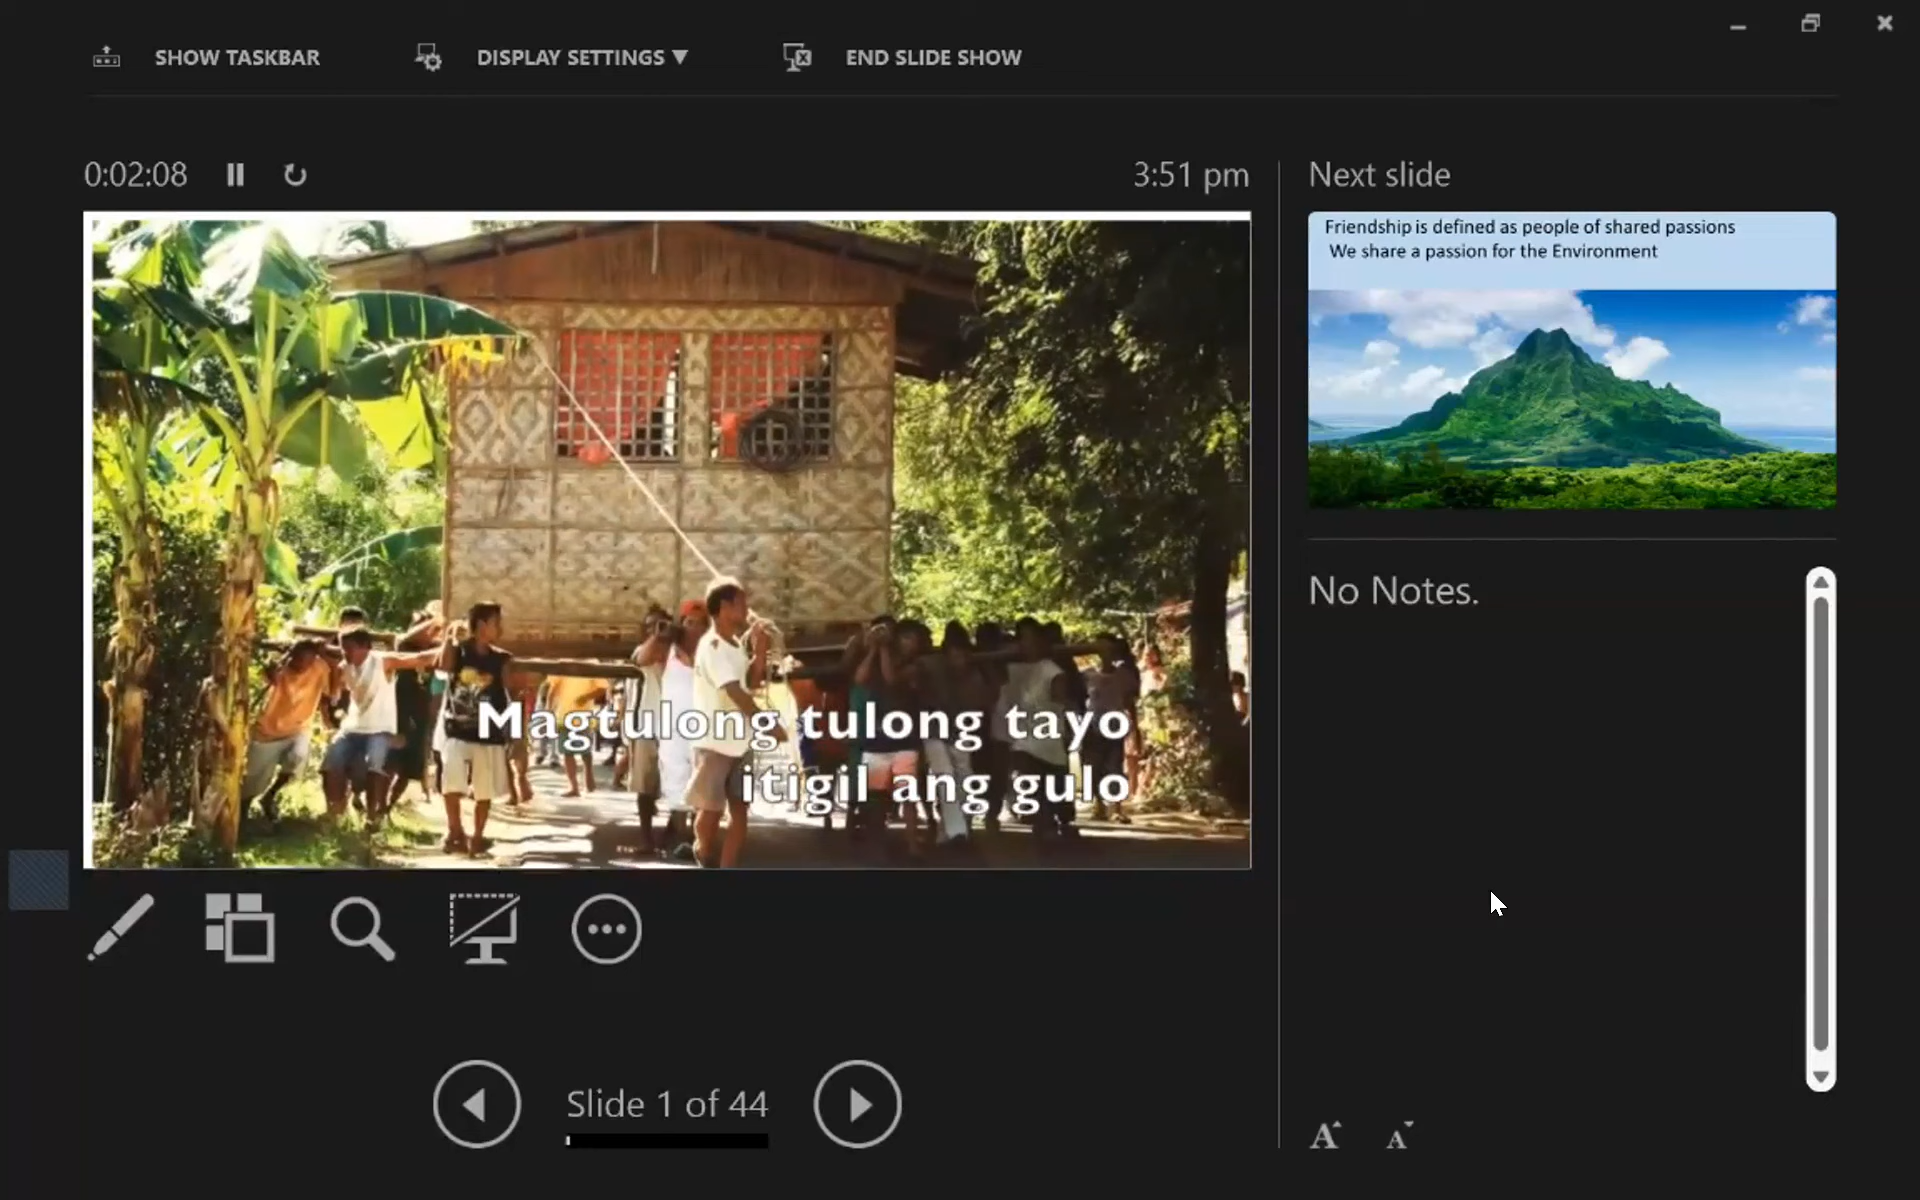 SHOW TASKBAR
DISPLAY SETTINGS ▼
END SLIDE SHOW
0:02:08
3:51 pm
Magtulong tulong tayo
itigil ang gulo
Next slide
Friendship is defined as people of shared passions
We share a passion for the Environment
No Notes.
Slide 1 of 44
A
A